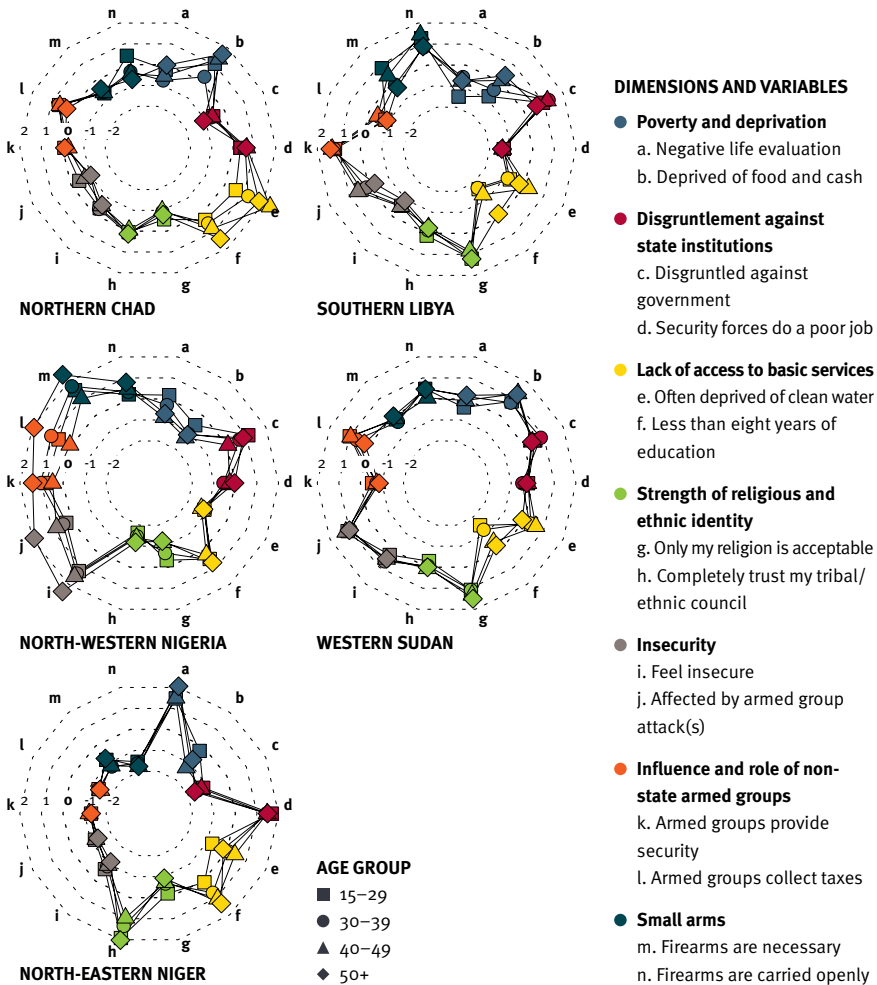 n
a
m
b
l
c
2 1 0 -1 -2
k
d
j
e
i
f
h
g
NORTHERN CHAD
n
a
m
b
l
c
2 1 0 -1 -2
k
d
j
e
i
f
h
g
SOUTHERN LIBYA
n
a
m
b
l
c
2 1 0 -1 -2
k
d
j
e
i
f
h
g
NORTH-WESTERN NIGERIA
n
a
m
b
l
c
2 1 0 -1 -2
k
d
j
e
i
f
h
g
WESTERN SUDAN
n
a
m
b
l
c
2 1 0 -1 -2
k
d
j
e
i
f
h
g
NORTH-EASTERN NIGER
AGE GROUP
15–29
30–39
40–49
50+
DIMENSIONS AND VARIABLES
Poverty and deprivation
a. Negative life evaluation
b. Deprived of food and cash
Disgruntlement against
state institutions
c. Disgruntled against
government
d. Security forces do a poor job
Lack of access to basic services
e. Often deprived of clean water
f. Less than eight years of
education
Strength of religious and
ethnic identity
g. Only my religion is acceptable
h. Completely trust my tribal/
ethnic council
Insecurity
i. Feel insecure
j. Affected by armed group
attack(s)
Influence and role of non-
state armed groups
k. Armed groups provide
security
l. Armed groups collect taxes
Small arms
m. Firearms are necessary
n. Firearms are carried openly